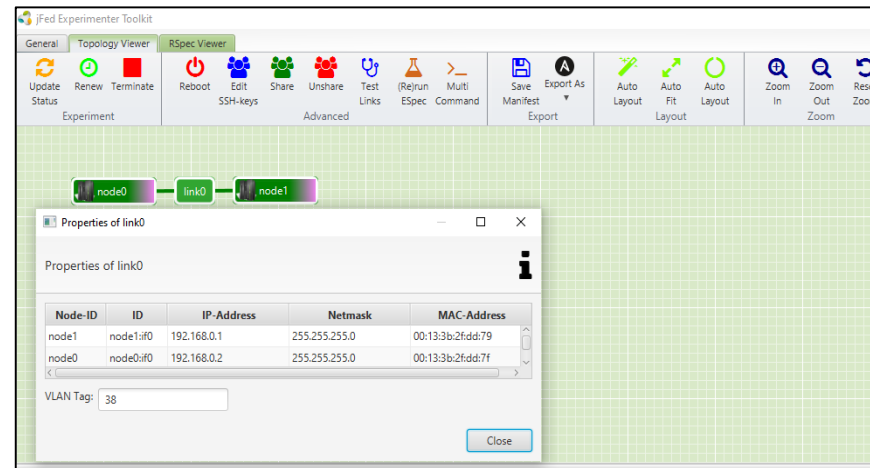 jFed Experimenter Toolkit
General Topology Viewer RSpec Viewer
Update Status Renew Terminate Reboot Edit SSH-keys Share Unshare Test Links (Re)run ESpec Multi Command Save Manifest Export As Auto Layout Auto Fit Auto Layout Zoom In Zoom Out
Experiment Advanced Export Layout Zoom
node0 link0 node1
Properties of link0
Properties of link0
Node-ID ID IP-Address Netmask MAC-Address
node1 node1:if0 192.168.0.1 255.255.255.0 00:13:3b:2f:dd:79
node0 node0:if0 192.168.0.2 255.255.255.0 00:13:3b:2f:dd:7f
VLAN Tag: 38
Close